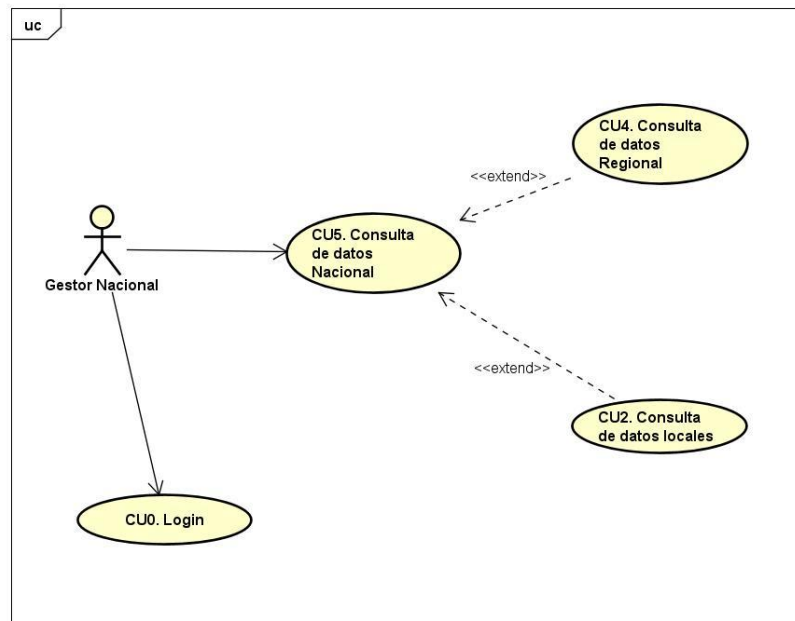 uc
CU4. Consulta
de datos
Regional
<<extend>>
CU5. Consulta
de datos
Nacional
Gestor Nacional
<<extend>>
CU2. Consulta
de datos locales
CU0. Login